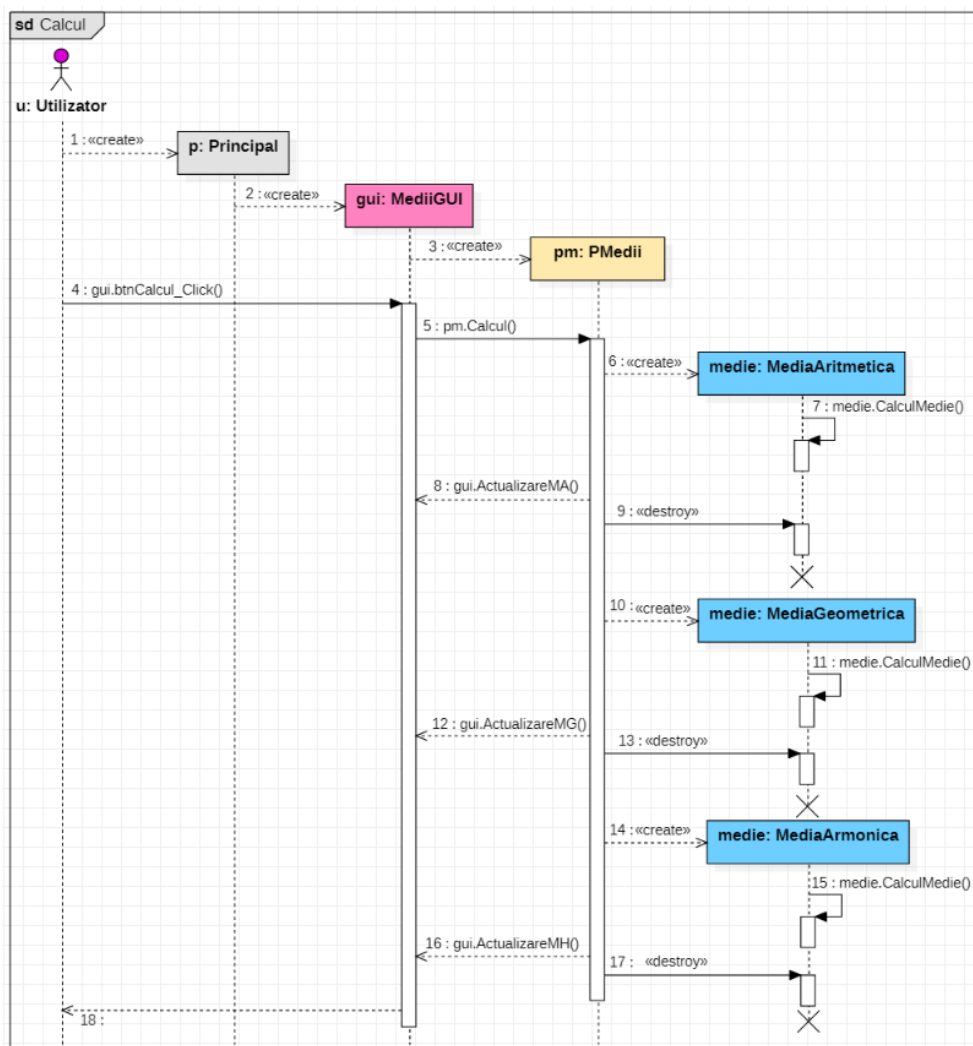 sd Calcul
u: Utilizator
1 : «create»
p: Principal
2 : «create»
gui: MediiGUI
3 : «create»
pm: PMedii
4 : gui.btnCalcul_Click()
5 : pm.Calcul()
6 : «create»
medie: MediaAritmetica
7 : medie.CalculMedie()
8 : gui.ActualizareMA()
9 : «destroy»
10 : «create»
medie: MediaGeometrica
11 : medie.CalculMedie()
12 : gui.ActualizareMG()
13 : «destroy»
14 : «create»
medie: MediaArmonica
15 : medie.CalculMedie()
16 : gui.ActualizareMH()
17 : «destroy»
18 :